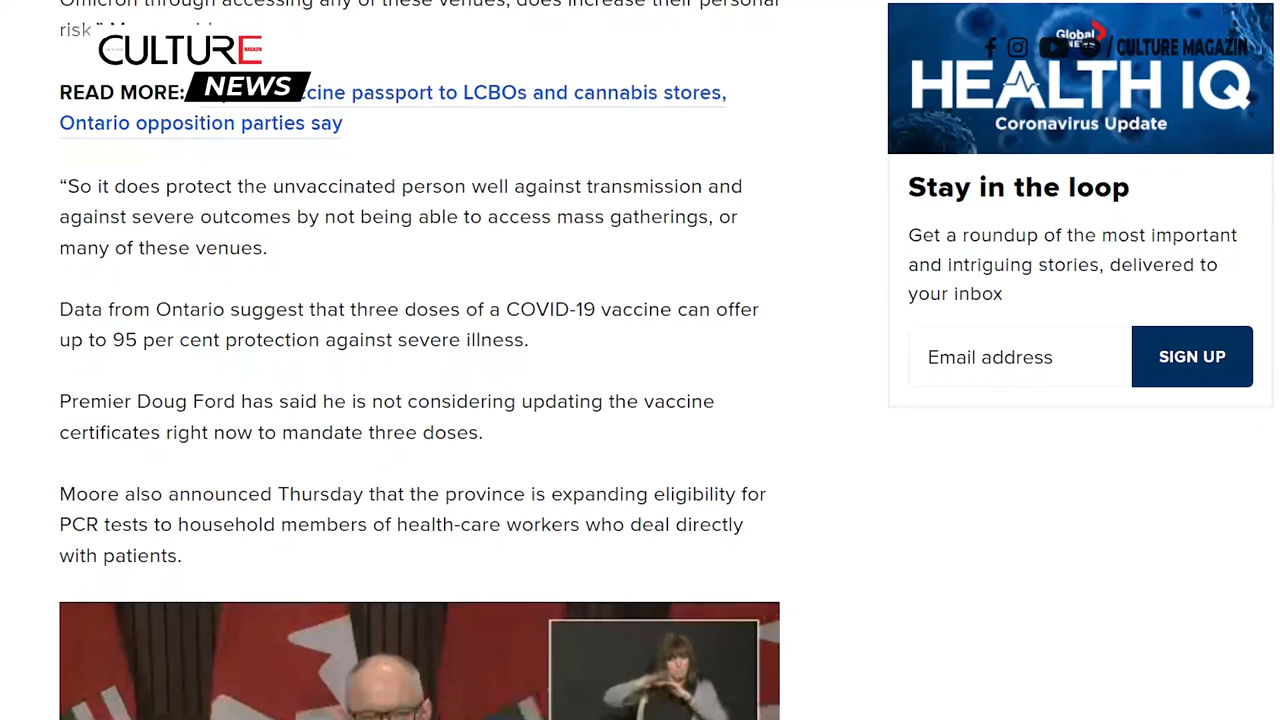 Omicron through accessing any of these venues, does increase their personal
risk,"
CULTURE
MAGAZIN
NEWS
READ MORE: vaccine passport to LCBOs and cannabis stores,
Ontario opposition parties say
“So it does protect the unvaccinated person well against transmission and
against severe outcomes by not being able to access mass gatherings, or
many of these venues.
Data from Ontario suggest that three doses of a COVID-19 vaccine can offer
up to 95 per cent protection against severe illness.
Premier Doug Ford has said he is not considering updating the vaccine
certificates right now to mandate three doses.
Moore also announced Thursday that the province is expanding eligibility for
PCR tests to household members of health-care workers who deal directly
with patients.
Global
NEWS
/ CULTURE MAGAZIN
HEALTH IQ
Coronavirus Update
Stay in the loop
Get a roundup of the most important
and intriguing stories, delivered to
your inbox
Email address
SIGN UP